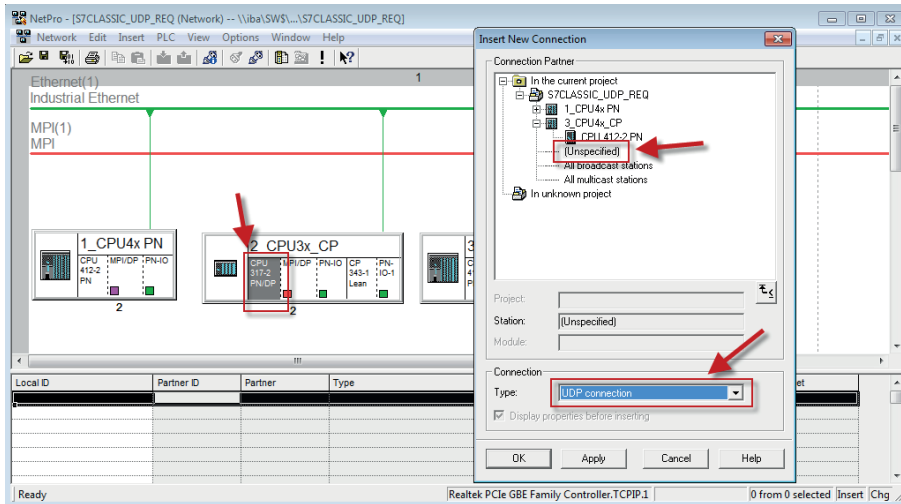 NetPro - [S7CLASSIC_UDP_REQ (Network) -- \\iba\SW$\...\S7CLASSIC_UDP_REQ]
Network Edit Insert PLC View Options Window Help
Ethernet(1)
Industrial Ethernet
1
MPI(1)
MPI
1_CPU4x PN
CPU 412-2 PN
MPI/DP
PN-IO
2
2_CPU3x_CP
CPU 317-2 PN/DP
MPI/DP
PN-IO
CP 343-1 Lean
PN-IO-1
2
3
Local ID Partner ID Partner Type
Insert New Connection
Connection Partner
In the current project
S7CLASSIC_UDP_REQ
1_CPU4x PN
3_CPU4x_CP
CPU 412-2 PN
(Unspecified)
All broadcast stations
All multicast stations
In unknown project
Project:
Station: (Unspecified)
Module:
Connection
Type: UDP connection
Display properties before inserting
OK Apply Cancel Help
Ready
Realtek PCIe GBE Family Controller.TCPIP.1
0 from 0 selected Insert Chg